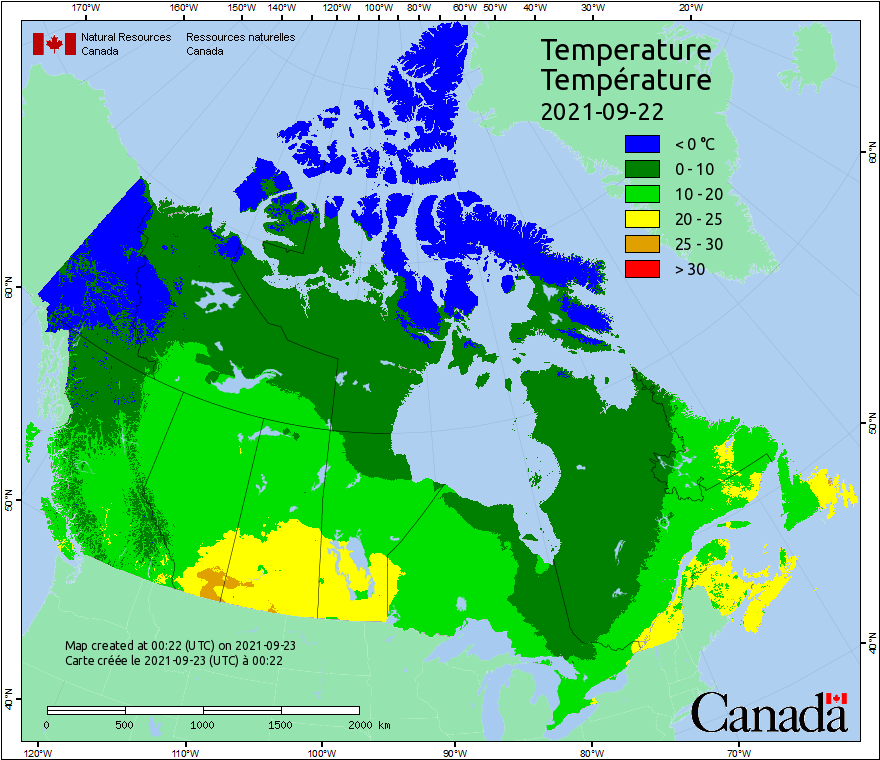 170°W 160°W 150°W 140°W 130°W 120°W 110°W 100°W 90°W 80°W 70°W 60°W 50°W 40°W 30°W 20°W
Natural Resources Ressources naturelles
Canada Canada
Temperature
Température
2021-09-22
< 0 °C
0 - 10
10 - 20
20 - 25
25 - 30
> 30
60°N
60°N
50°N
50°N
40°N
40°N
Map created at 00:22 (UTC) on 2021-09-23
Carte créée le 2021-09-23 (UTC) à 00:22
0 500 1000 1500 2000 km
Canada
120°W 110°W 100°W 90°W 80°W 70°W